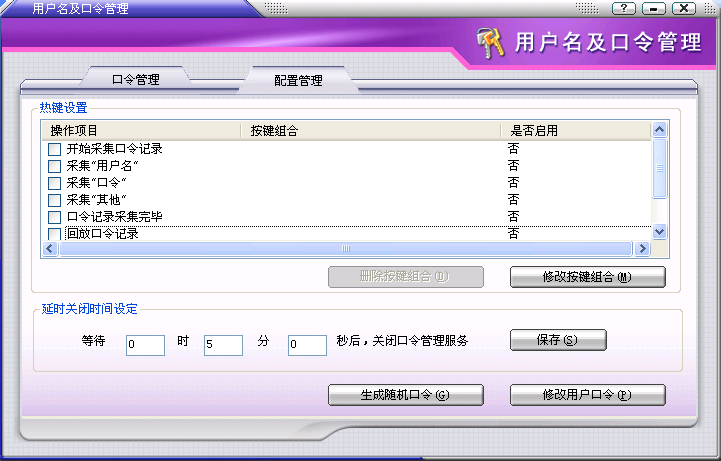 用户名及口令管理
用户名及口令管理
口令管理 配置管理
热键设置
操作项目 按键组合 是否启用
开始采集口令记录 否
采集“用户名” 否
采集“口令” 否
采集“其他” 否
口令记录采集完毕 否
回放口令记录 否
删除按键组合(D) 修改按键组合(M)
延时关闭时间设定
等待 0 时 5 分 0 秒后，关闭口令管理服务 保存(S)
生成随机口令(G) 修改用户口令(P)